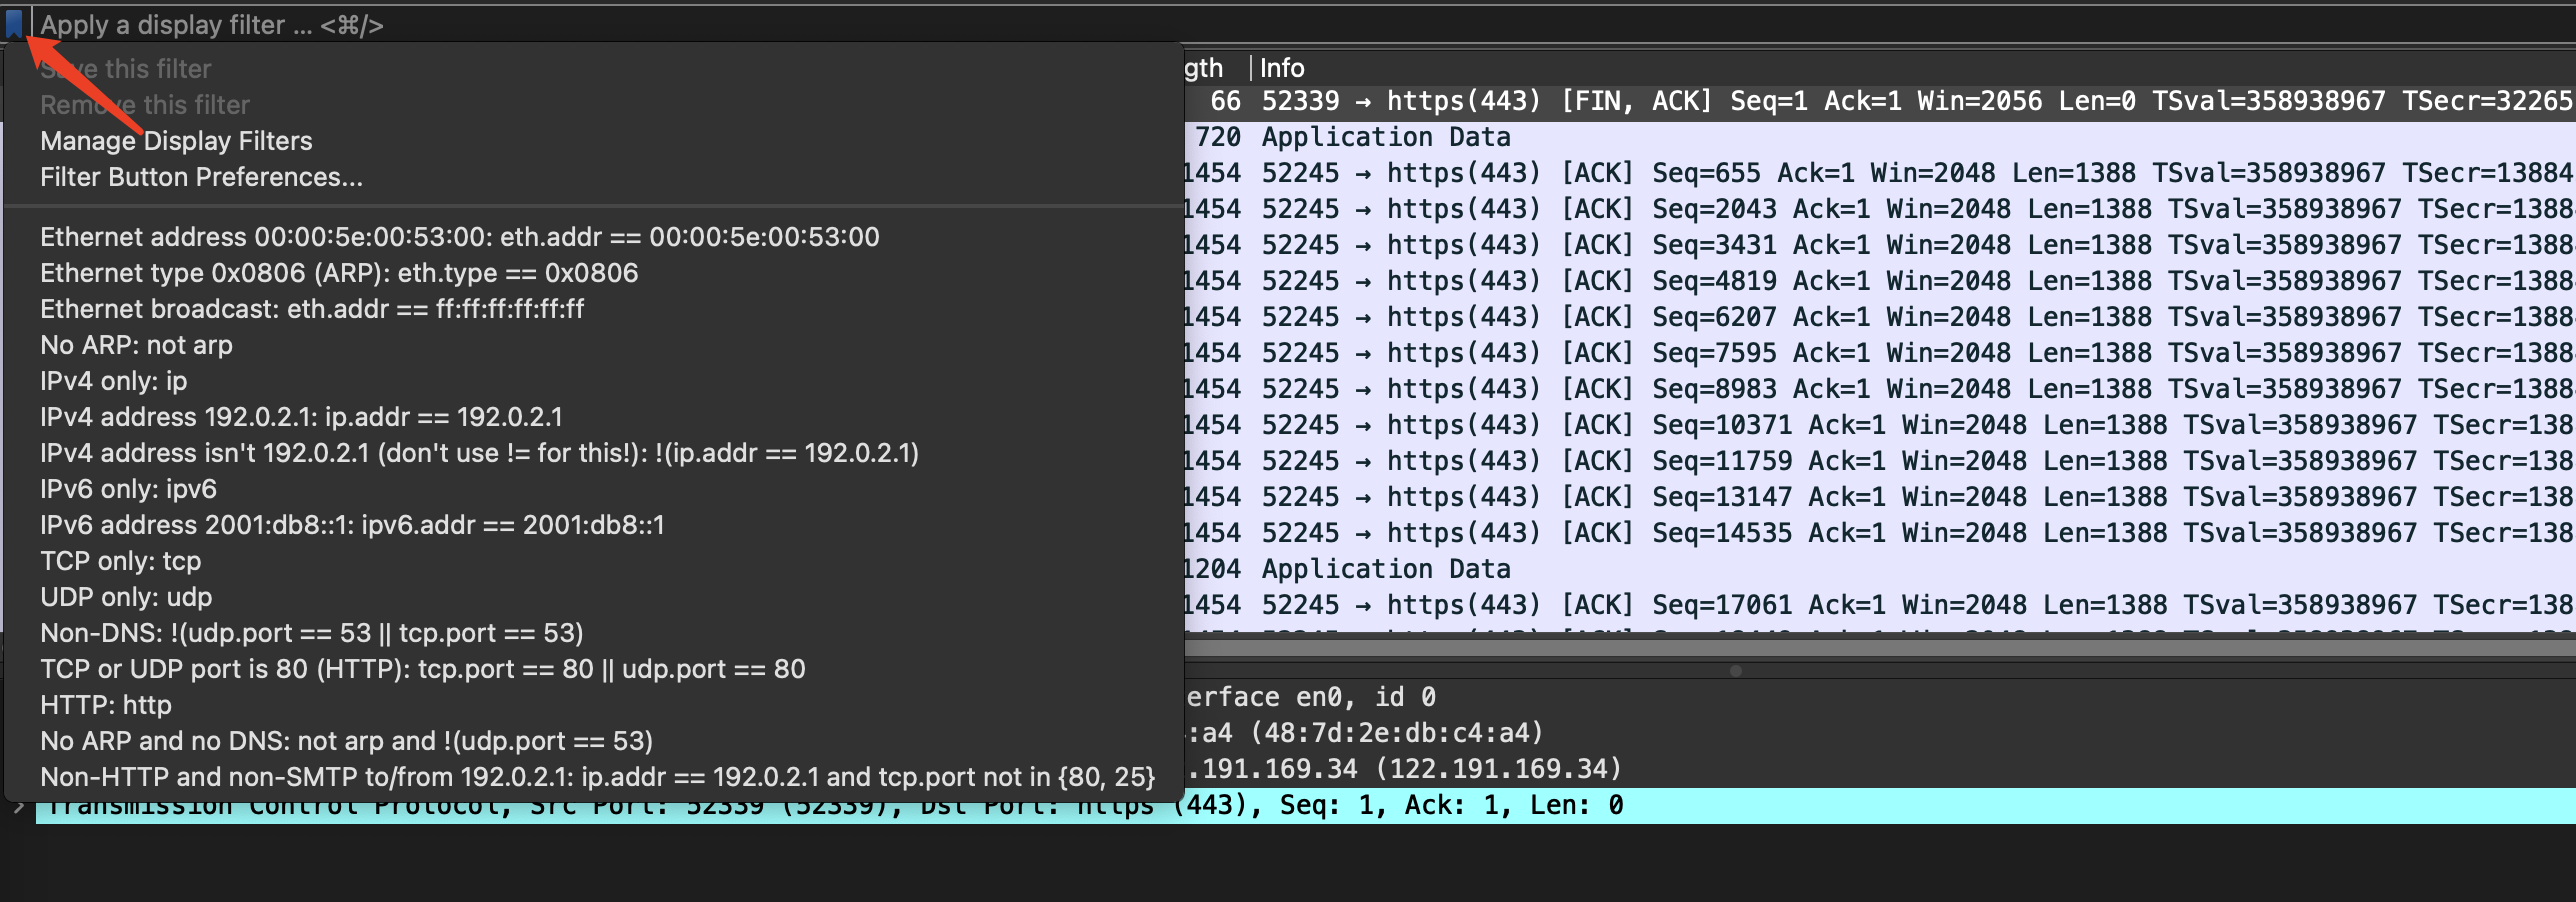 Apply a display filter ... <⌘/>
Save this filter
Remove this filter
Manage Display Filters
Filter Button Preferences...
Ethernet address 00:00:5e:00:53:00: eth.addr == 00:00:5e:00:53:00
Ethernet type 0x0806 (ARP): eth.type == 0x0806
Ethernet broadcast: eth.addr == ff:ff:ff:ff:ff:ff
No ARP: not arp
IPv4 only: ip
IPv4 address 192.0.2.1: ip.addr == 192.0.2.1
IPv4 address isn't 192.0.2.1 (don't use != for this!): !(ip.addr == 192.0.2.1)
IPv6 only: ipv6
IPv6 address 2001:db8::1: ipv6.addr == 2001:db8::1
TCP only: tcp
UDP only: udp
Non-DNS: !(udp.port == 53 || tcp.port == 53)
TCP or UDP port is 80 (HTTP): tcp.port == 80 || udp.port == 80
HTTP: http
No ARP and no DNS: not arp and !(udp.port == 53)
Non-HTTP and non-SMTP to/from 192.0.2.1: ip.addr == 192.0.2.1 and tcp.port not in {80, 25}
gth Info
66 52339 → https(443) [FIN, ACK] Seq=1 Ack=1 Win=2056 Len=0 TSval=358938967 TSecr=32265
720 Application Data
1454 52245 → https(443) [ACK] Seq=655 Ack=1 Win=2048 Len=1388 TSval=358938967 TSecr=13884
1454 52245 → https(443) [ACK] Seq=2043 Ack=1 Win=2048 Len=1388 TSval=358938967 TSecr=1388
1454 52245 → https(443) [ACK] Seq=3431 Ack=1 Win=2048 Len=1388 TSval=358938967 TSecr=1388
1454 52245 → https(443) [ACK] Seq=4819 Ack=1 Win=2048 Len=1388 TSval=358938967 TSecr=1388
1454 52245 → https(443) [ACK] Seq=6207 Ack=1 Win=2048 Len=1388 TSval=358938967 TSecr=1388
1454 52245 → https(443) [ACK] Seq=7595 Ack=1 Win=2048 Len=1388 TSval=358938967 TSecr=1388
1454 52245 → https(443) [ACK] Seq=8983 Ack=1 Win=2048 Len=1388 TSval=358938967 TSecr=1388
1454 52245 → https(443) [ACK] Seq=10371 Ack=1 Win=2048 Len=1388 TSval=358938967 TSecr=138
1454 52245 → https(443) [ACK] Seq=11759 Ack=1 Win=2048 Len=1388 TSval=358938967 TSecr=138
1454 52245 → https(443) [ACK] Seq=13147 Ack=1 Win=2048 Len=1388 TSval=358938967 TSecr=138
1454 52245 → https(443) [ACK] Seq=14535 Ack=1 Win=2048 Len=1388 TSval=358938967 TSecr=138
1204 Application Data
1454 52245 → https(443) [ACK] Seq=17061 Ack=1 Win=2048 Len=1388 TSval=358938967 TSecr=138
erface en0, id 0
:a4 (48:7d:2e:db:c4:a4)
.191.169.34 (122.191.169.34)
Transmission Control Protocol, Src Port: 52339 (52339), Dst Port: https (443), Seq: 1, Ack: 1, Len: 0